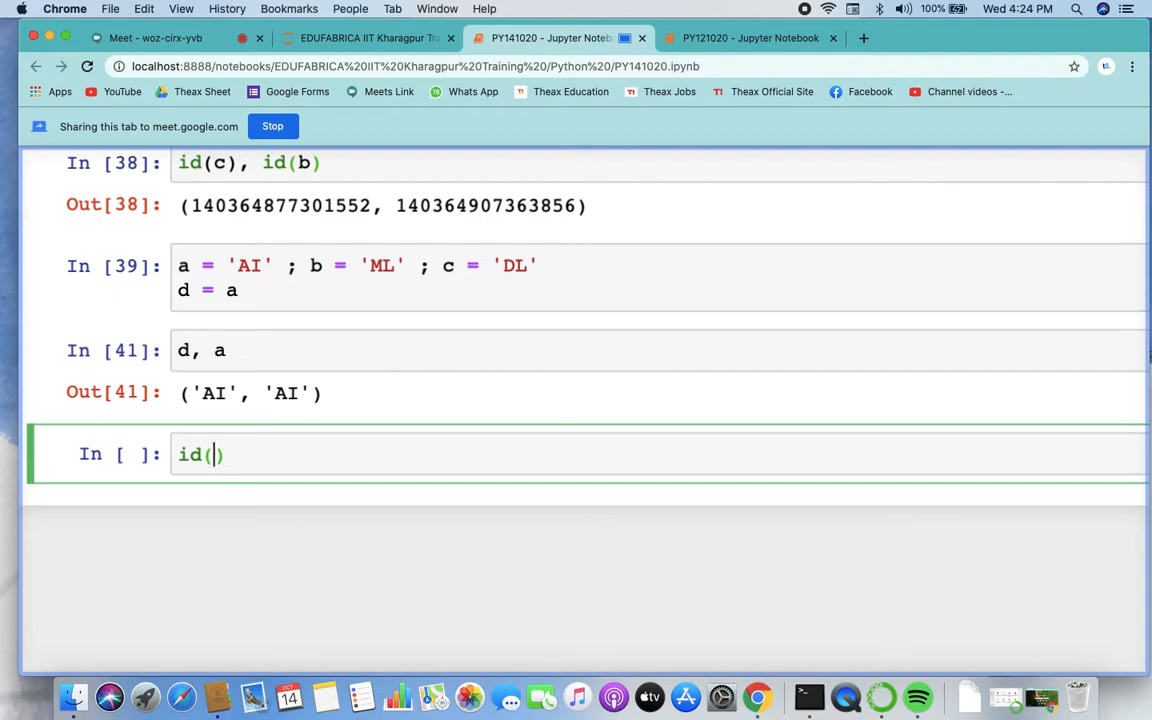 Chrome File Edit View History Bookmarks People Tab Window Help 100% Wed 4:24 PM
Meet - woz-cirx-yvb
EDUFABRICA IIT Kharagpur Tra
PY141020 - Jupyter Noteb
PY121020 - Jupyter Notebook
localhost:8888/notebooks/EDUFABRICA%20IIT%20Kharagpur%20Training%20/Python%20/PY141020.ipynb
Apps YouTube Theax Sheet Google Forms Meets Link Whats App Theax Education Theax Jobs Theax Official Site Facebook Channel videos -...
Sharing this tab to meet.google.com Stop
In [38]: id(c), id(b)
Out[38]: (140364877301552, 140364907363856)
In [39]: a = 'AI' ; b = 'ML' ; c = 'DL'
d = a
In [41]: d, a
Out[41]: ('AI', 'AI')
In [ ]: id()
OCT
14
tv